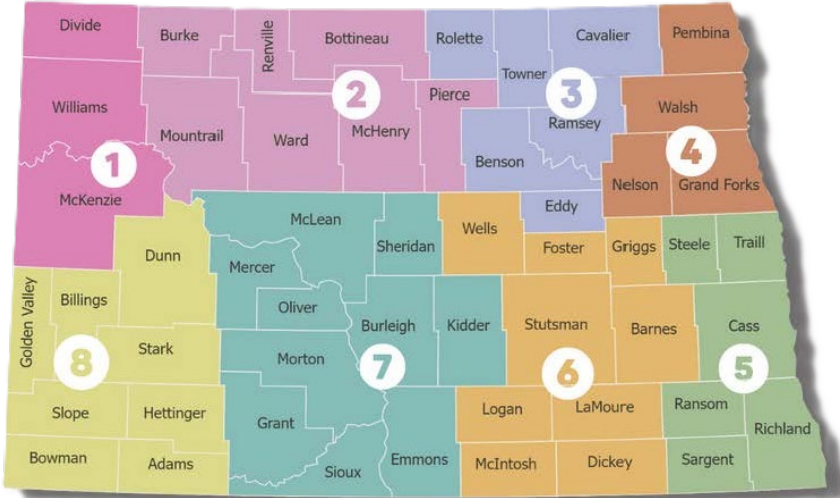 Divide
Burke
Renville
Bottineau
Rolette
Towner
Cavalier
Pembina
Williams
Mountrail
Ward
McHenry
Pierce
Benson
Ramsey
Walsh
2
3
1
4
McKenzie
Nelson
Grand Forks
Eddy
Dunn
McLean
Sheridan
Wells
Foster
Griggs
Steele
Traill
Golden Valley
Billings
Mercer
Oliver
Burleigh
Kidder
Stutsman
Barnes
Cass
8
Stark
Morton
7
6
5
Slope
Hettinger
Grant
Logan
LaMoure
Ransom
Richland
Bowman
Adams
Sioux
Emmons
McIntosh
Dickey
Sargent